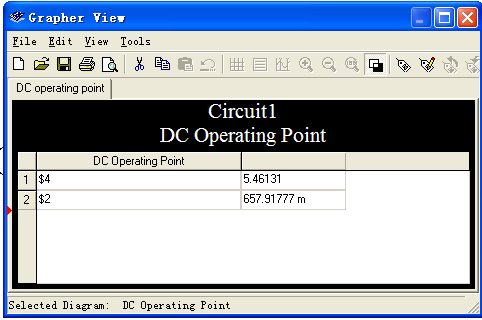 Grapher View
File Edit View Tools
DC operating point
Circuit1
DC Operating Point
DC Operating Point
1 $4 5.46131
2 $2 657.91777 m
Selected Diagram: DC Operating Point